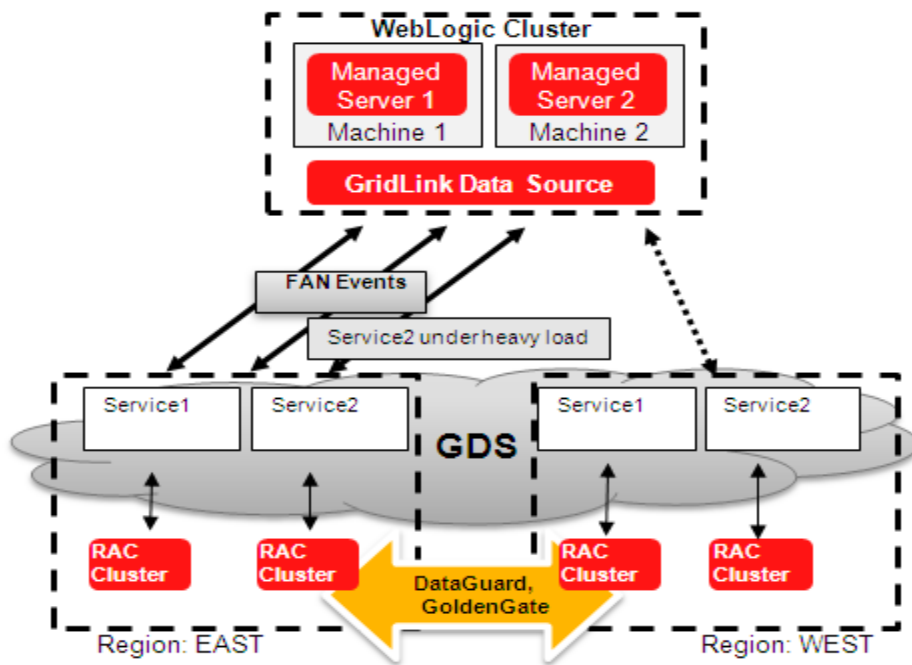 WebLogic Cluster
Managed
Server 1
Machine 1
Managed
Server 2
Machine 2
GridLink Data Source
FAN Events
Service2 under heavy load
Service1
Service2
GDS
Service1
Service2
RAC
Cluster
RAC
Cluster
DataGuard,
GoldenGate
RAC
Cluster
RAC
Cluster
Region: EAST
Region: WEST